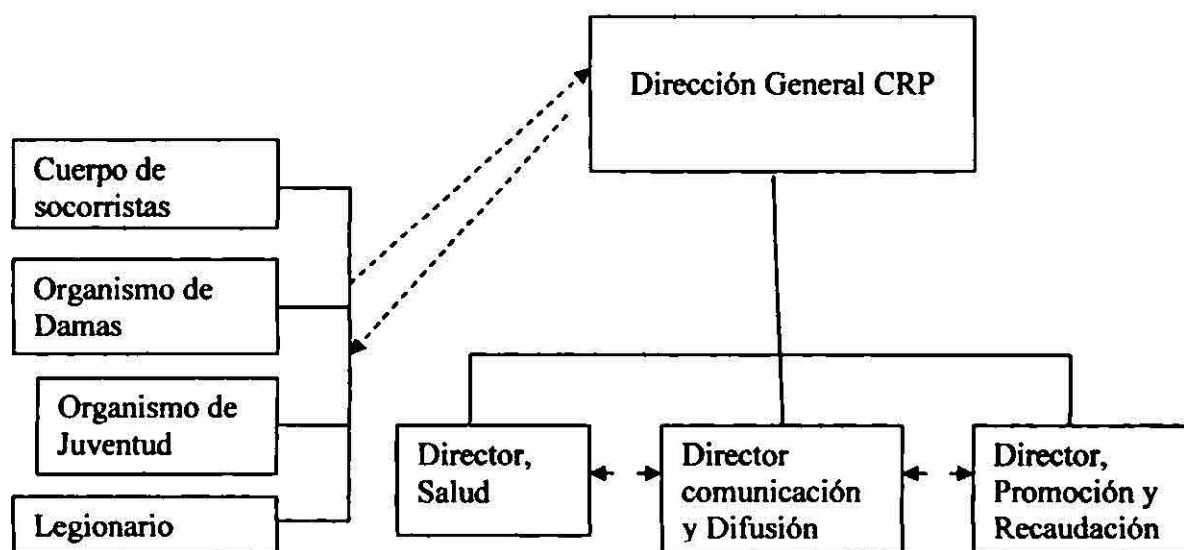 Dirección General CRP
Cuerpo de
socorristas
Organismo de
Damas
Organismo de
Juventud
Legionario
Director,
Salud
Director
comunicación
y Difusión
Director,
Promoción y
Recaudación